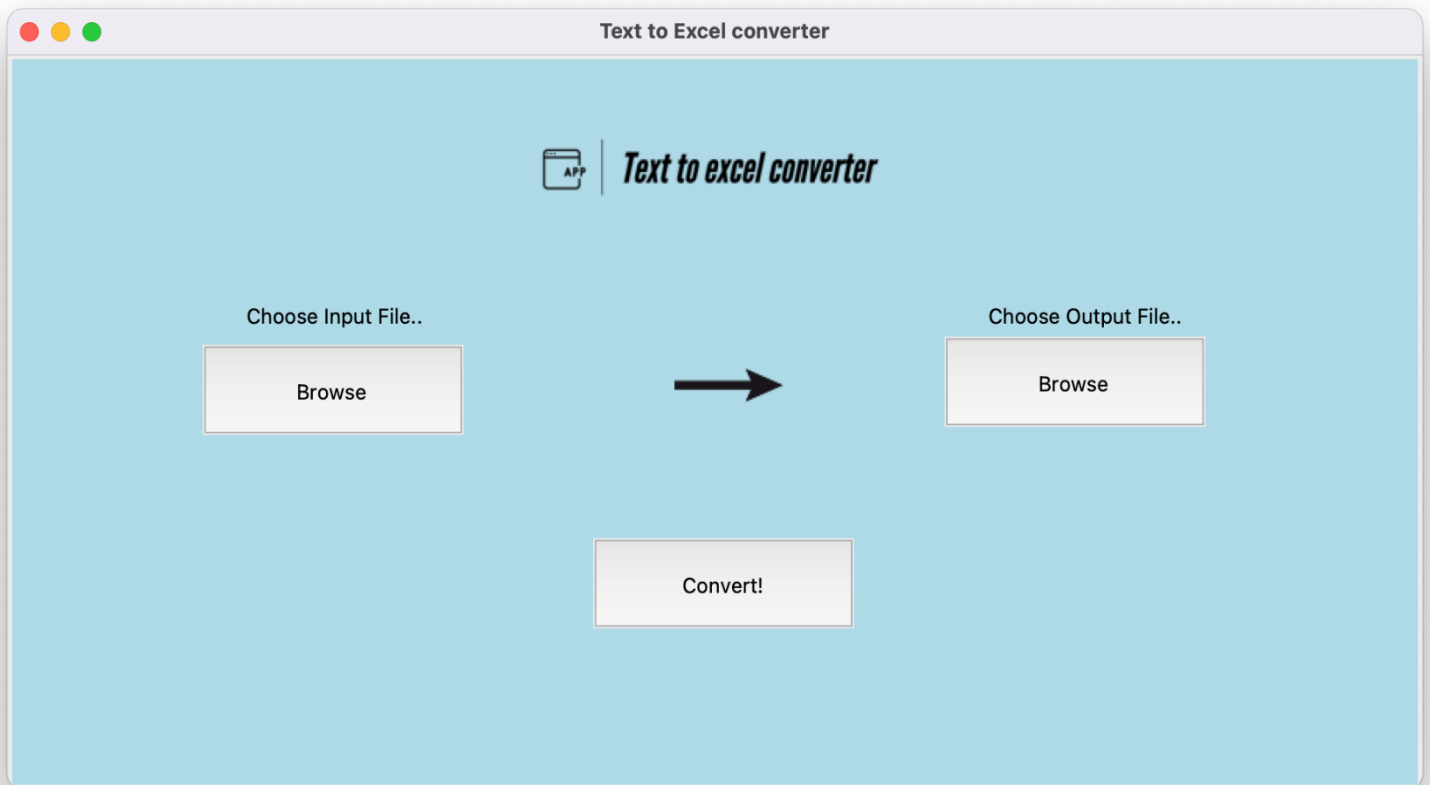 Text to Excel converter
APP
Text to excel converter
Choose Input File..
Choose Output File..
Browse
Browse
Convert!